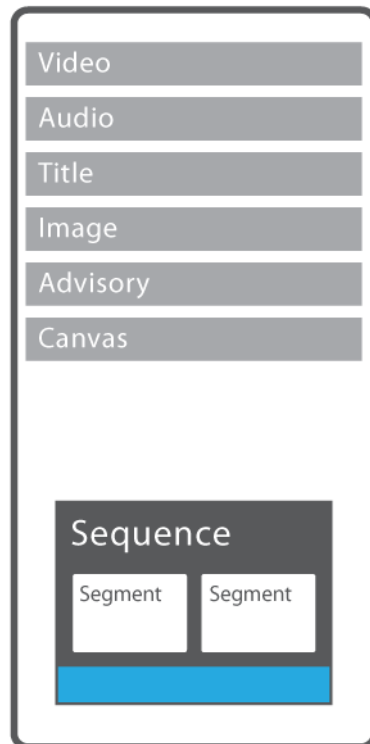 Video
Audio
Title
Image
Advisory
Canvas
Sequence
Segment Segment